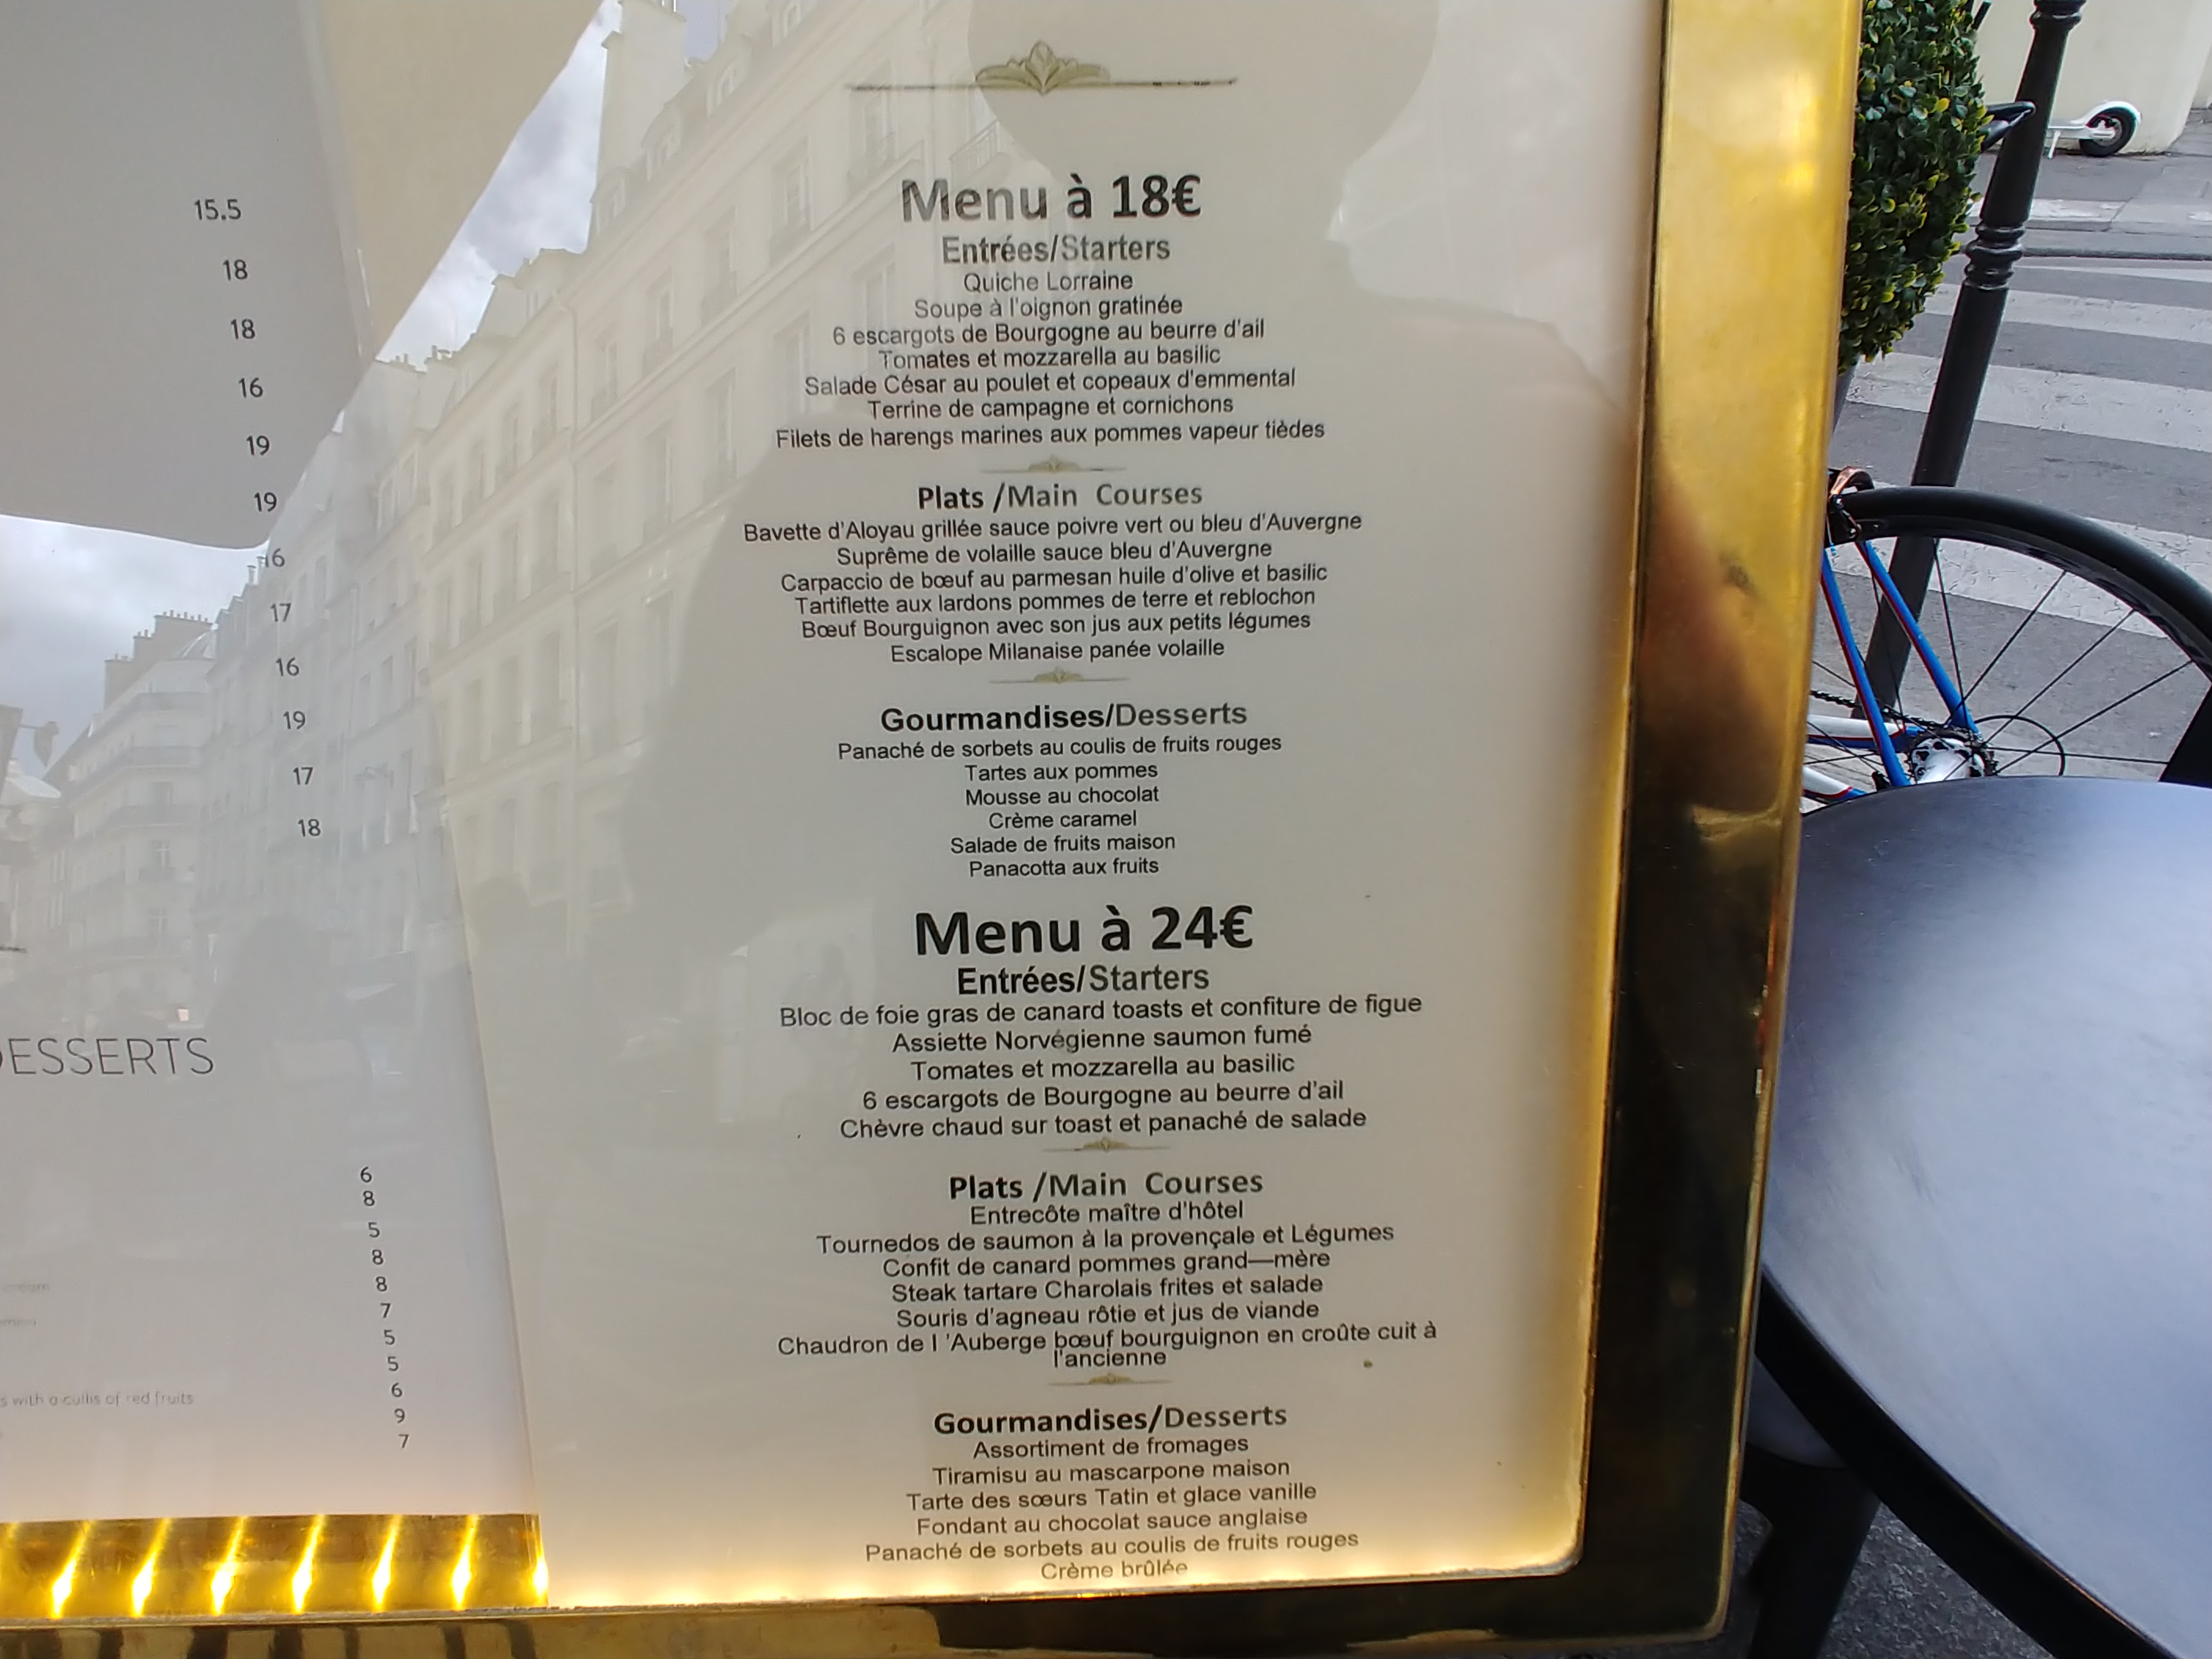 15.5
18
18
16
19
19
16
17
16
19
17
18
DESSERTS
6
8
5
8
8
7
5
5
6
9
7
cream
s with a cullis of red fruits
Menu à 18€
Entrées/Starters
Quiche Lorraine
Soupe à l'oignon gratinée
6 escargots de Bourgogne au beurre d'ail
Tomates et mozzarella au basilic
Salade César au poulet et copeaux d'emmental
Terrine de campagne et cornichons
Filets de harengs marines aux pommes vapeur tièdes
Plats /Main Courses
Bavette d'Aloyau grillée sauce poivre vert ou bleu d'Auvergne
Suprême de volaille sauce bleu d'Auvergne
Carpaccio de bœuf au parmesan huile d'olive et basilic
Tartiflette aux lardons pommes de terre et reblochon
Bœuf Bourguignon avec son jus aux petits légumes
Escalope Milanaise panée volaille
Gourmandises/Desserts
Panaché de sorbets au coulis de fruits rouges
Tartes aux pommes
Mousse au chocolat
Crème caramel
Salade de fruits maison
Panacotta aux fruits
Menu à 24€
Entrées/Starters
Bloc de foie gras de canard toasts et confiture de figue
Assiette Norvégienne saumon fumé
Tomates et mozzarella au basilic
6 escargots de Bourgogne au beurre d'ail
Chèvre chaud sur toast et panaché de salade
Plats /Main Courses
Entrecôte maître d'hôtel
Tournedos de saumon à la provençale et Légumes
Confit de canard pommes grand—mère
Steak tartare Charolais frites et salade
Souris d'agneau rôtie et jus de viande
Chaudron de l 'Auberge bœuf bourguignon en croûte cuit à
l'ancienne
Gourmandises/Desserts
Assortiment de fromages
Tiramisu au mascarpone maison
Tarte des sœurs Tatin et glace vanille
Fondant au chocolat sauce anglaise
Panaché de sorbets au coulis de fruits rouges
Crème brûlée